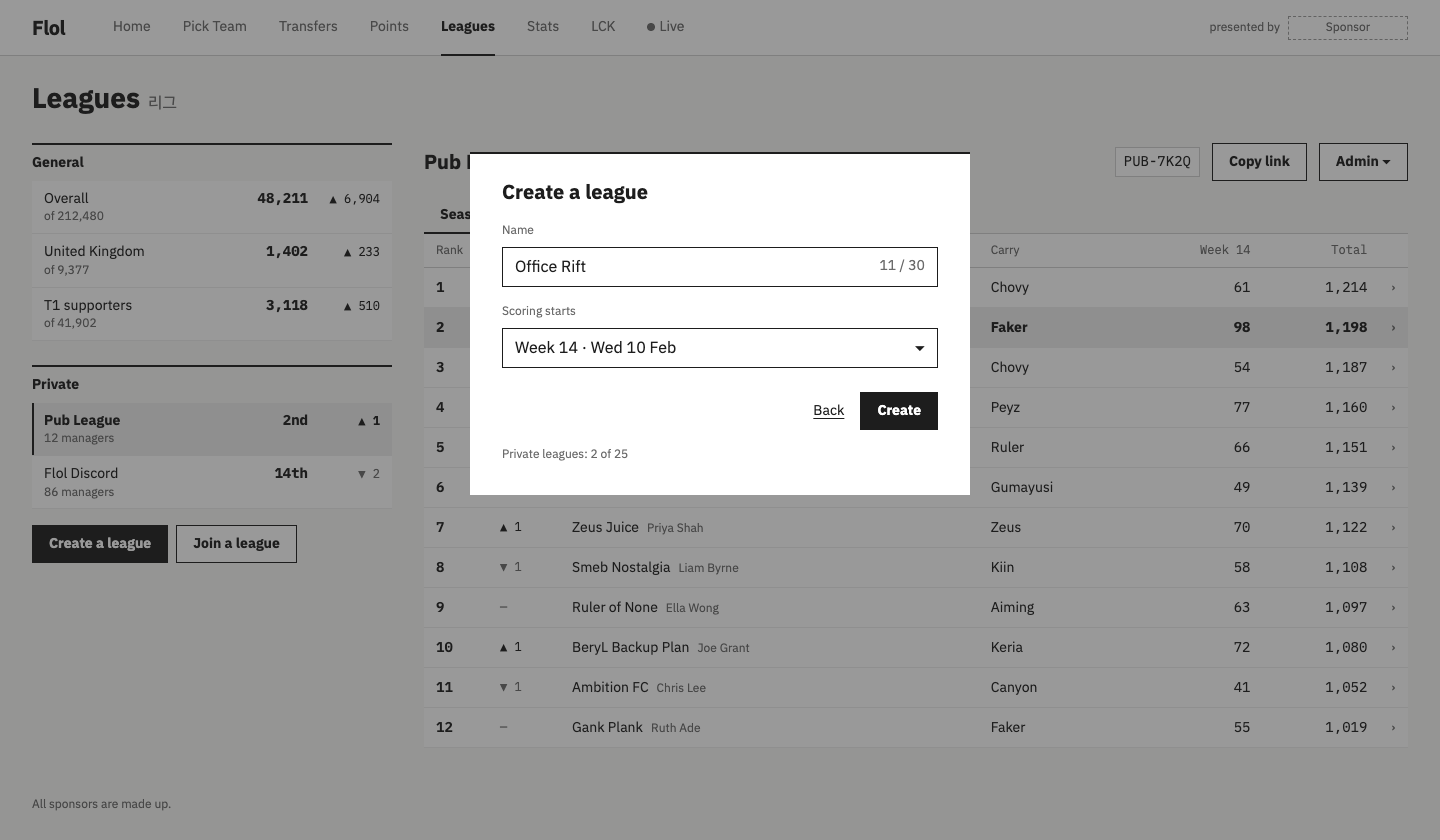 Flol Home Pick Team Transfers Points Leagues Stats LCK Live presented by Sponsor
Leagues 리그
General
Overall 48,211 ▲ 6,904
of 212,480
United Kingdom 1,402 ▲ 233
of 9,377
T1 supporters 3,118 ▲ 510
of 41,902
Private
Pub League 2nd ▲ 1
12 managers
Flol Discord 14th ▼ 2
86 managers
Create a league Join a league
Pub PUB-7K2Q Copy link Admin
Create a league
Name
Office Rift 11 / 30
Scoring starts
Week 14 · Wed 10 Feb
Back Create
Private leagues: 2 of 25
Rank Carry Week 14 Total
1 Chovy 61 1,214 ›
2 Faker 98 1,198 ›
3 Chovy 54 1,187 ›
4 Peyz 77 1,160 ›
5 Ruler 66 1,151 ›
6 Gumayusi 49 1,139 ›
7 ▲ 1 Zeus Juice Priya Shah Zeus 70 1,122 ›
8 ▼ 1 Smeb Nostalgia Liam Byrne Kiin 58 1,108 ›
9 – Ruler of None Ella Wong Aiming 63 1,097 ›
10 ▲ 1 BeryL Backup Plan Joe Grant Keria 72 1,080 ›
11 ▼ 1 Ambition FC Chris Lee Canyon 41 1,052 ›
12 – Gank Plank Ruth Ade Faker 55 1,019 ›
All sponsors are made up.